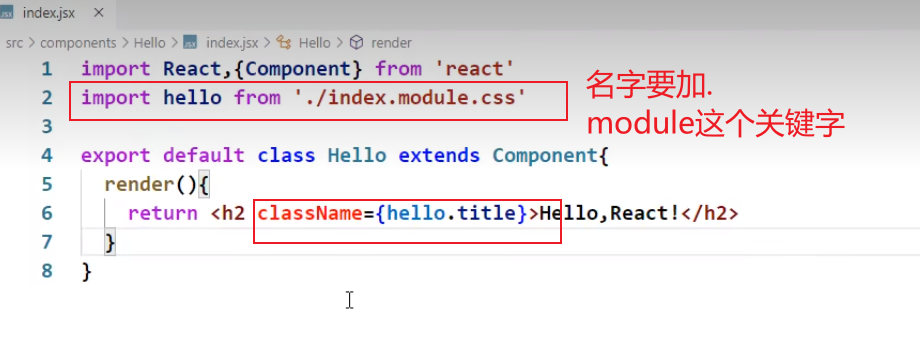 index.jsx ×
src > components > Hello > index.jsx > Hello > render
1 import React,{Component} from 'react'
2 import hello from './index.module.css'
名字要加.
module这个关键字
3
4 export default class Hello extends Component{
5 render(){
6 return <h2 className={hello.title}>Hello,React!</h2>
7 }
8 }